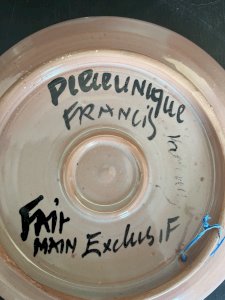 Pieceunique
FRANCIS
FAit
MAIN ExclusiF